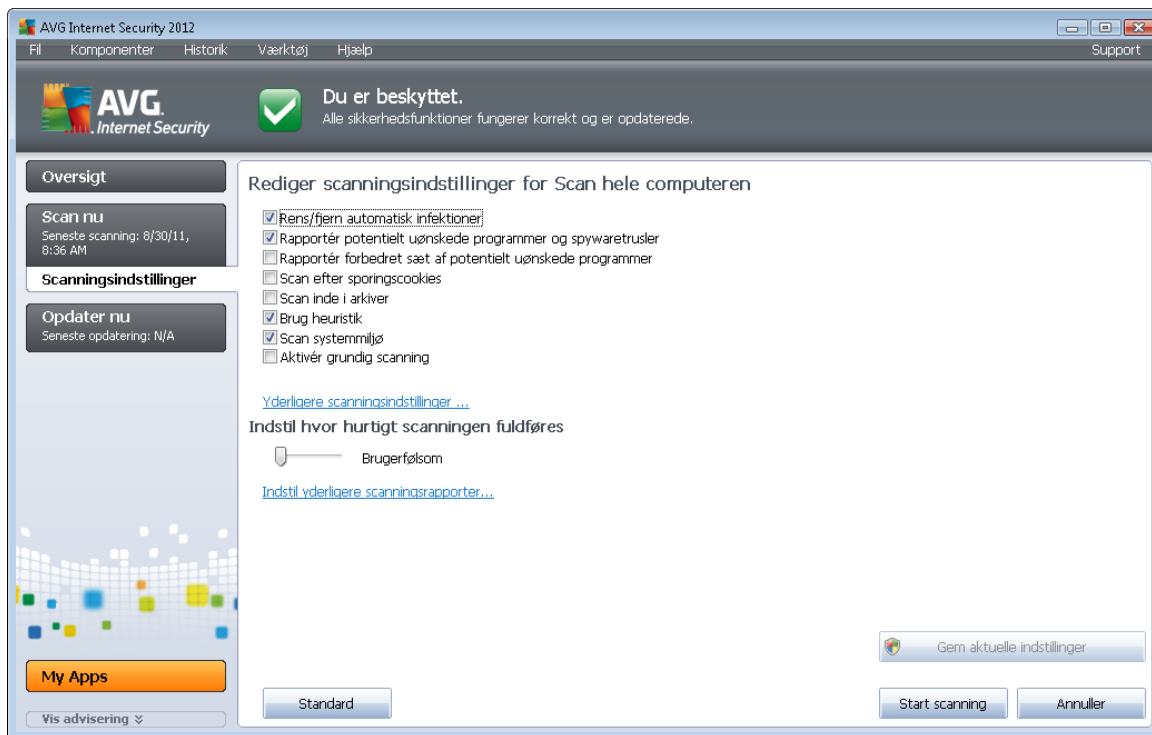 AVG Internet Security 2012
Fil Komponenter Historik Værktøj Hjælp Support
AVG.
Internet Security
Du er beskyttet.
Alle sikkerhedsfunktioner fungerer korrekt og er opdaterede.
Oversigt
Scan nu
Seneste scanning: 8/30/11,
8:36 AM
Scanningsindstillinger
Opdater nu
Seneste opdatering: N/A
My Apps
Vis advisering
Rediger scanningsindstillinger for Scan hele computeren
Rens/fjern automatisk infektioner
Rapportér potentielt uønskede programmer og spywaretrusler
Rapportér forbedret sæt af potentielt uønskede programmer
Scan efter sporingscookies
Scan inde i arkiver
Brug heuristik
Scan systemmiljø
Aktivér grundig scanning
Yderligere scanningsindstillinger ...
Indstil hvor hurtigt scanningen fuldføres
Brugerfølsom
Indstil yderligere scanningsrapporter...
Gem aktuelle indstillinger
Standard
Start scanning
Annuller